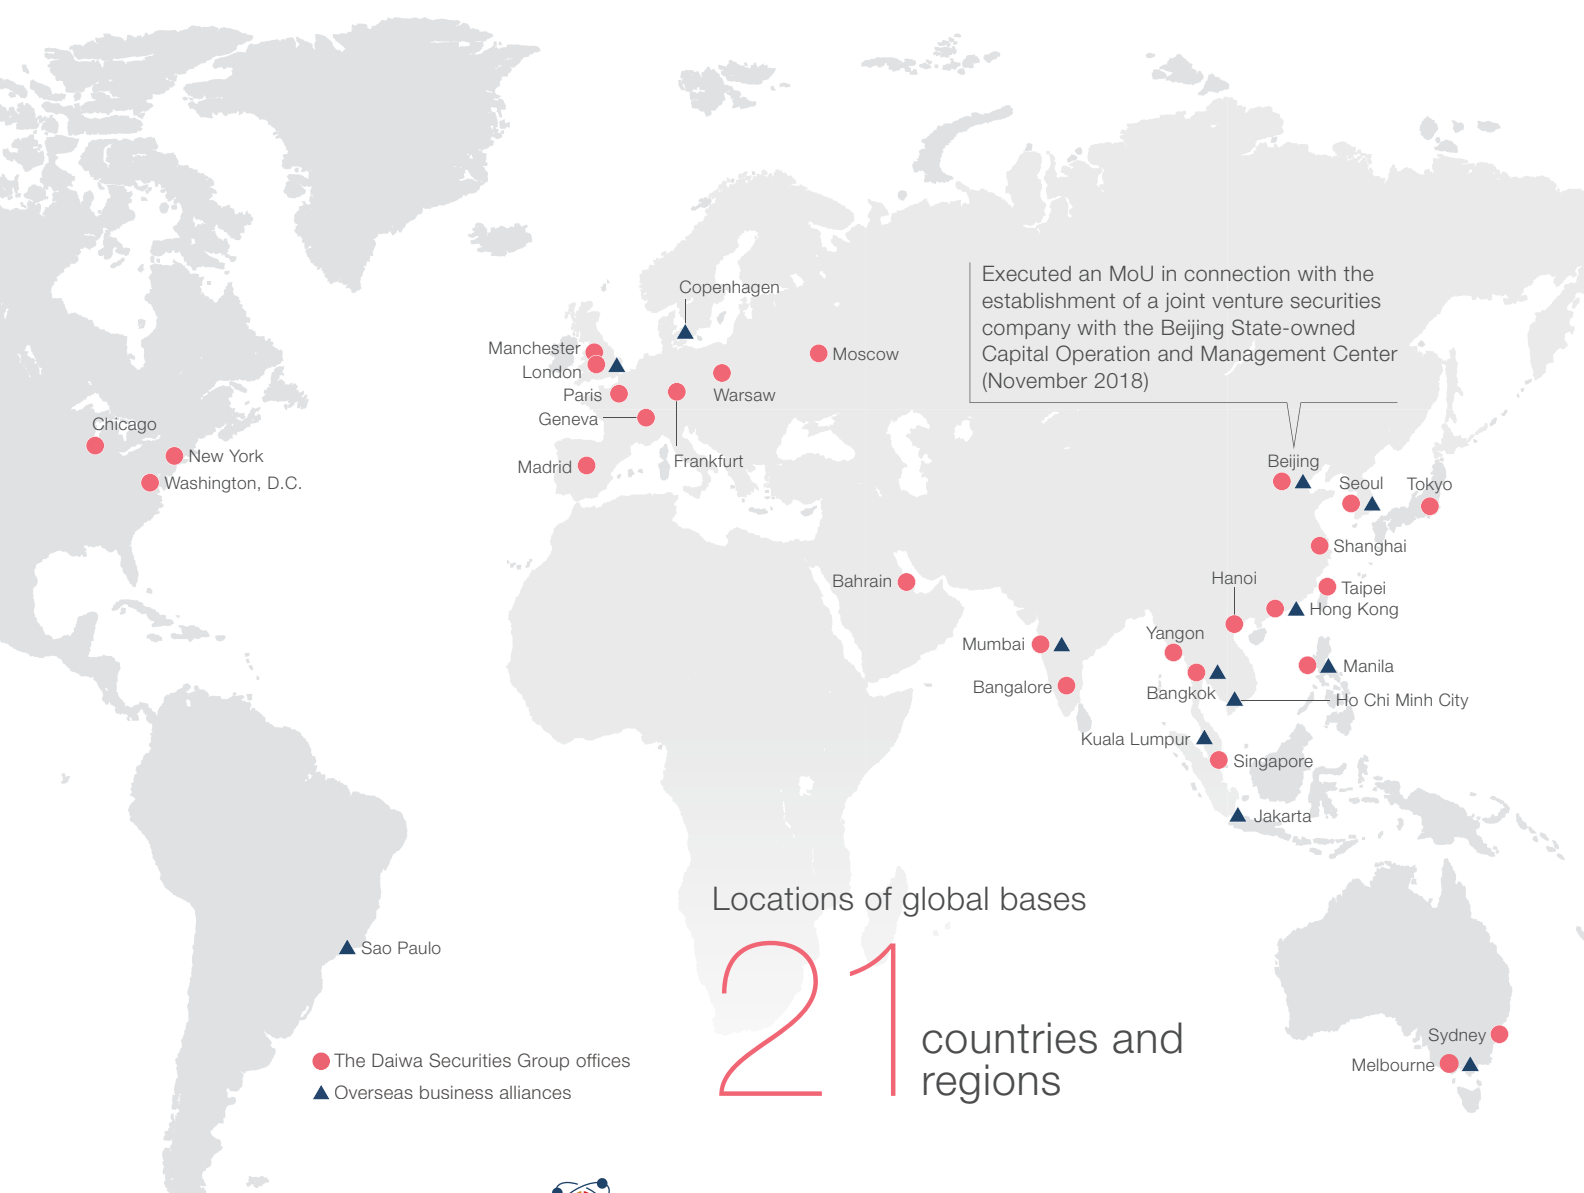 Copenhagen
Executed an MoU in connection with the
establishment of a joint venture securities
company with the Beijing State-owned
Capital Operation and Management Center
(November 2018)
Manchester
London
Moscow
Paris
Warsaw
Geneva
Chicago
New York
Washington, D.C.
Madrid
Frankfurt
Beijing
Seoul
Tokyo
Shanghai
Bahrain
Hanoi
Taipei
Hong Kong
Mumbai
Yangon
Manila
Bangalore
Bangkok
Ho Chi Minh City
Kuala Lumpur
Singapore
Jakarta
Locations of global bases
21 countries and
regions
Sao Paulo
Sydney
Melbourne
The Daiwa Securities Group offices
Overseas business alliances